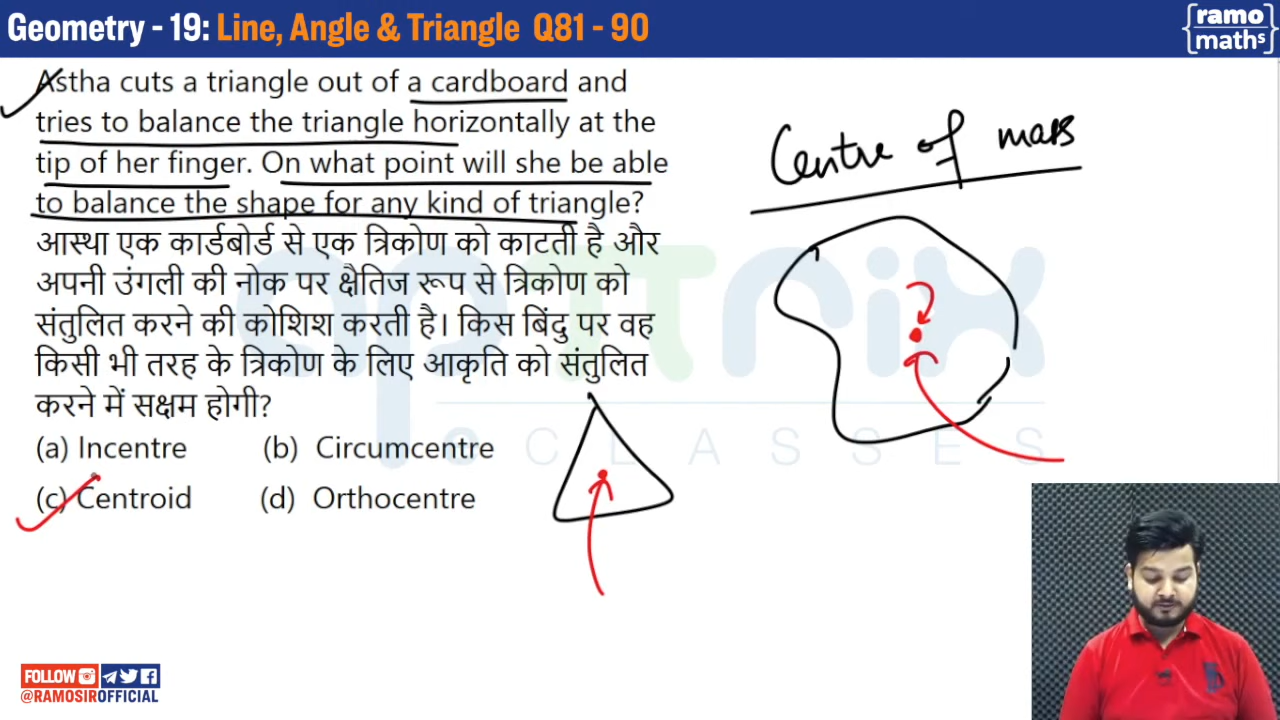 Geometry - 19: Line, Angle & Triangle Q81 - 90
ramo
maths
Astha cuts a triangle out of a cardboard and
tries to balance the triangle horizontally at the
tip of her finger. On what point will she be able
to balance the shape for any kind of triangle?
आस्था एक कार्डबोर्ड से एक त्रिकोण को काटती है और
अपनी उंगली की नोक पर क्षैतिज रूप से त्रिकोण को
संतुलित करने की कोशिश करती है। किस बिंदु पर वह
किसी भी तरह के त्रिकोण के लिए आकृति को संतुलित
करने में सक्षम होगी?
(a) Incentre (b) Circumcentre
(c) Centroid (d) Orthocentre
Centre of mass
apπrix
CLASSES
FOLLOW
@RAMOSIROFFICIAL